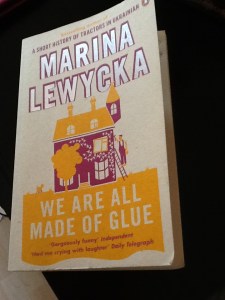 A SHORT HISTORY OF TRACTORS IN UKRAINIAN
MARINA
LEWYCKA
WE ARE ALL
MADE OF GLUE
'Gorgeously funny' Independent
'Had me crying with laughter' Daily Telegraph